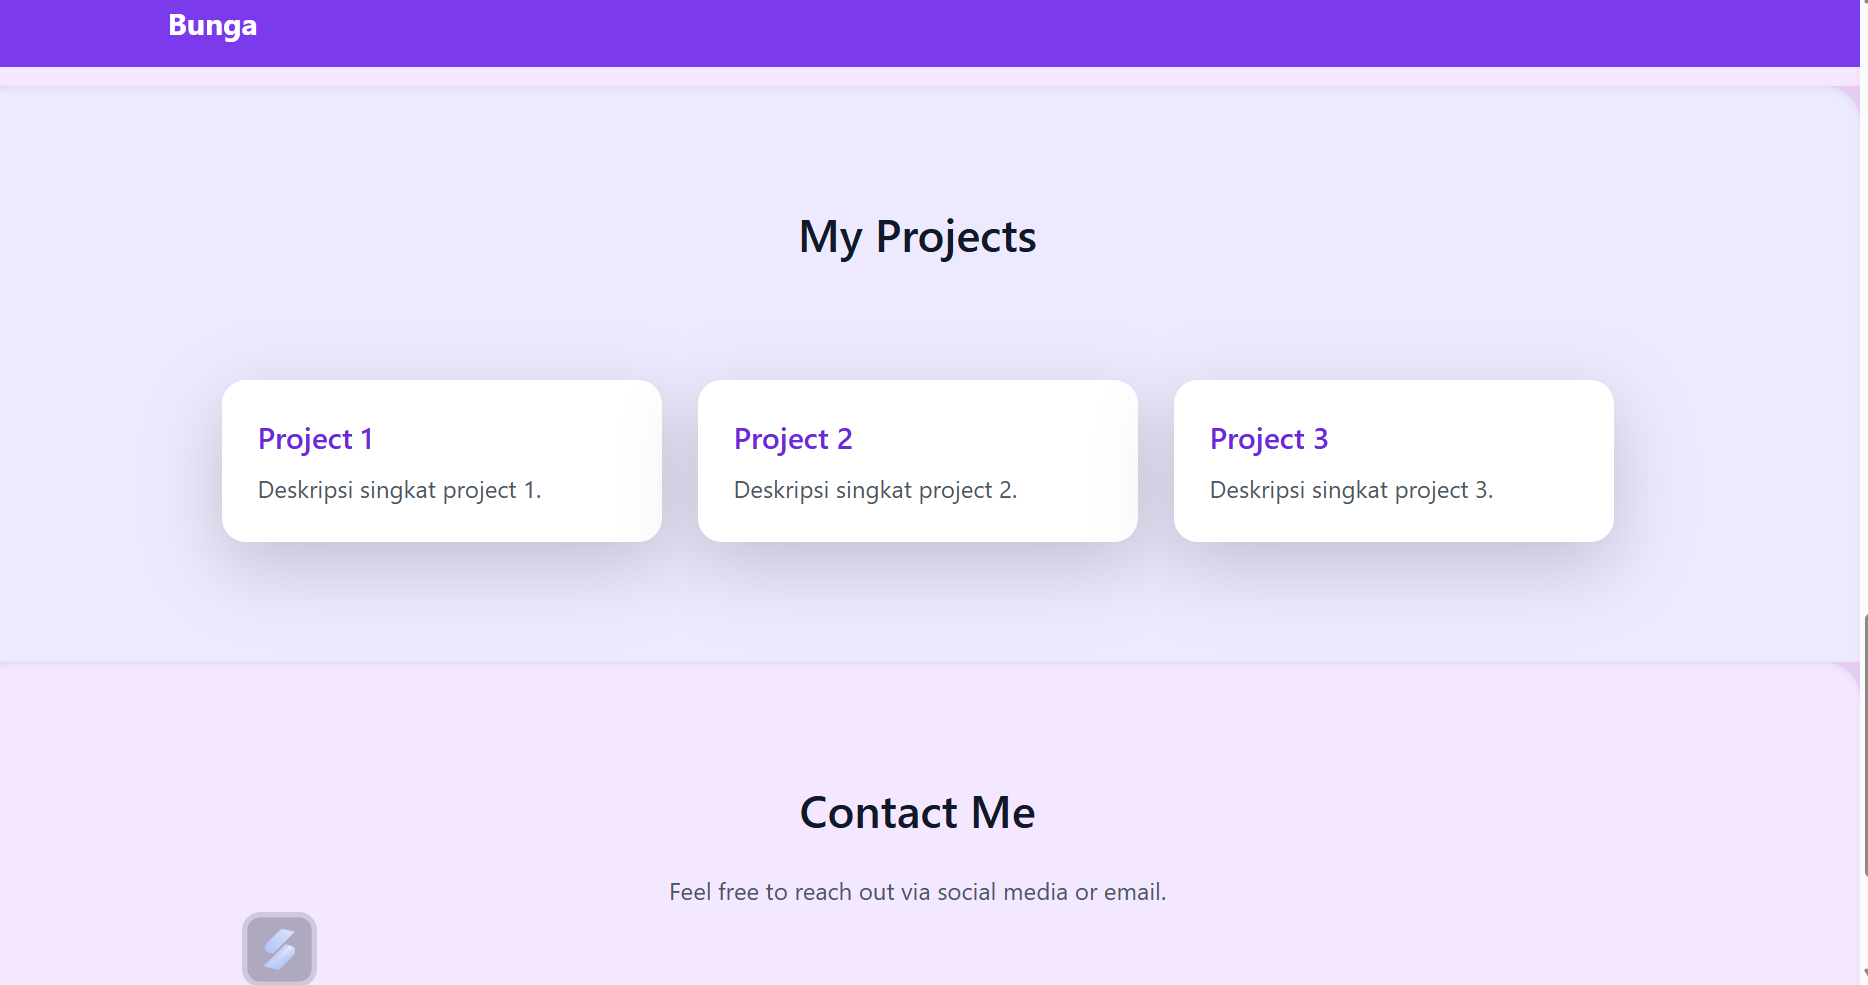 Bunga
My Projects
Project 1
Deskripsi singkat project 1.
Project 2
Deskripsi singkat project 2.
Project 3
Deskripsi singkat project 3.
Contact Me
Feel free to reach out via social media or email.